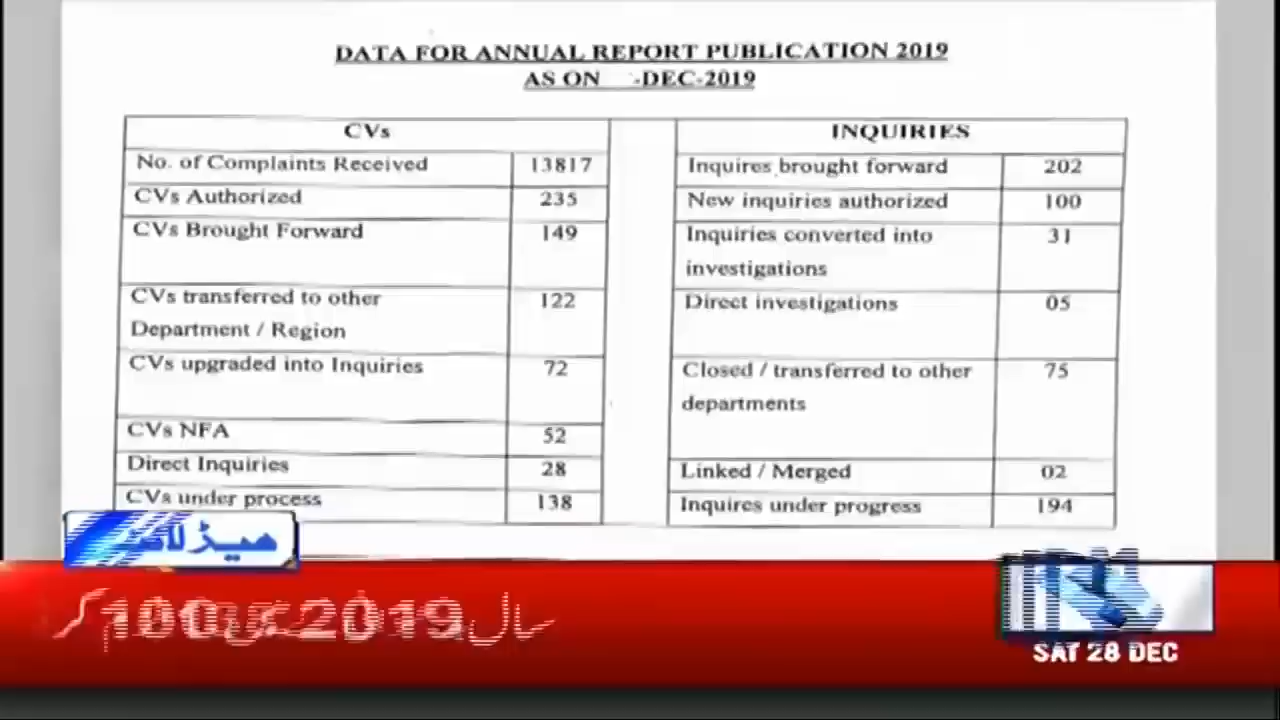 DATA FOR ANNUAL REPORT PUBLICATION 2019
AS ON -DEC-2019
CVs
No. of Complaints Received 13817
CVs Authorized 235
CVs Brought Forward 149
CVs transferred to other
Department / Region 122
CVs upgraded into Inquiries 72
CVs NFA 52
Direct Inquiries 28
CVs under process 138
INQUIRIES
Inquires brought forward 202
New inquiries authorized 100
Inquiries converted into
investigations 31
Direct investigations 05
Closed / transferred to other
departments 75
Linked / Merged 02
Inquires under progress 194
ہیڈ لائنز
سال 2019
SAT 28 DEC